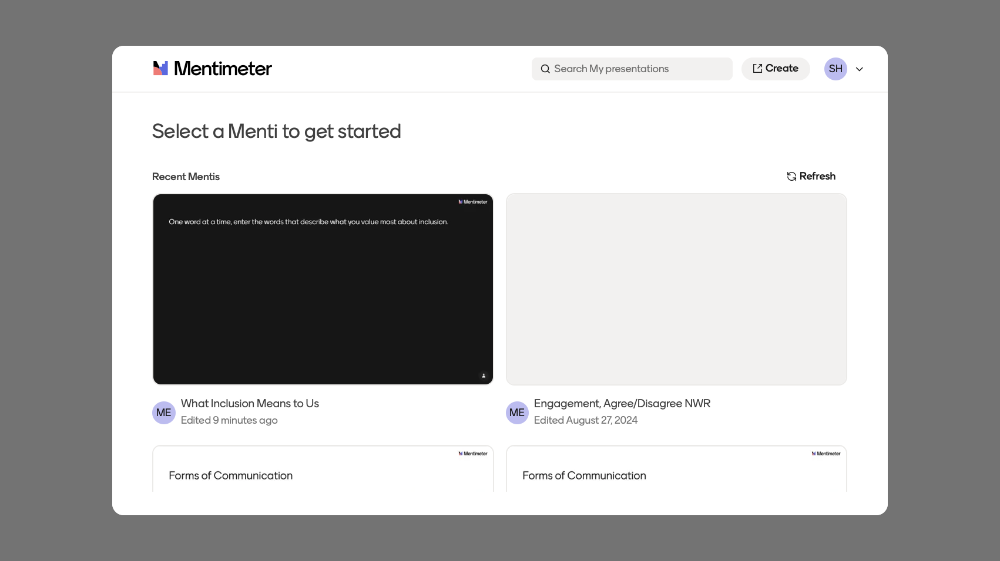 Mentimeter
Search My presentations
Create
SH
Select a Menti to get started
Recent Mentis
Refresh
Mentimeter
One word at a time, enter the words that describe what you value most about inclusion.
ME
What Inclusion Means to Us
Edited 9 minutes ago
ME
Engagement, Agree/Disagree NWR
Edited August 27, 2024
Mentimeter
Forms of Communication
Mentimeter
Forms of Communication